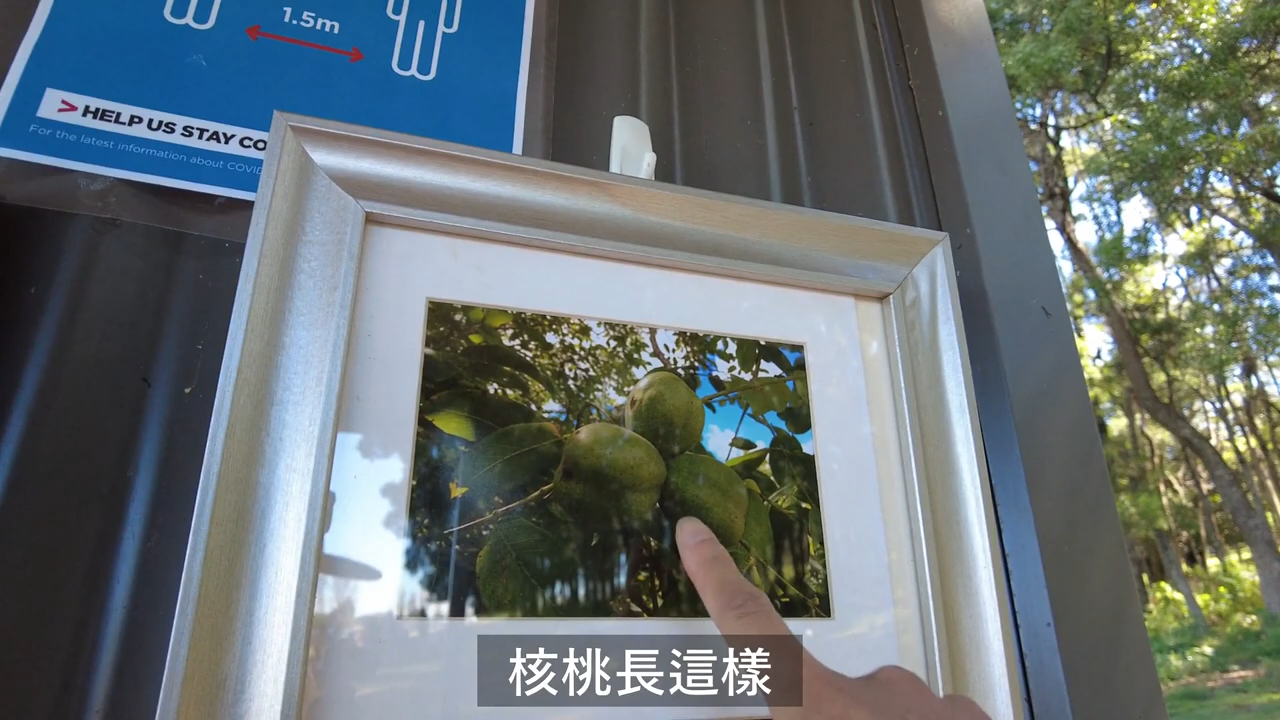 1.5m
> HELP US STAY CO
For the latest information about COVID
核桃長這樣